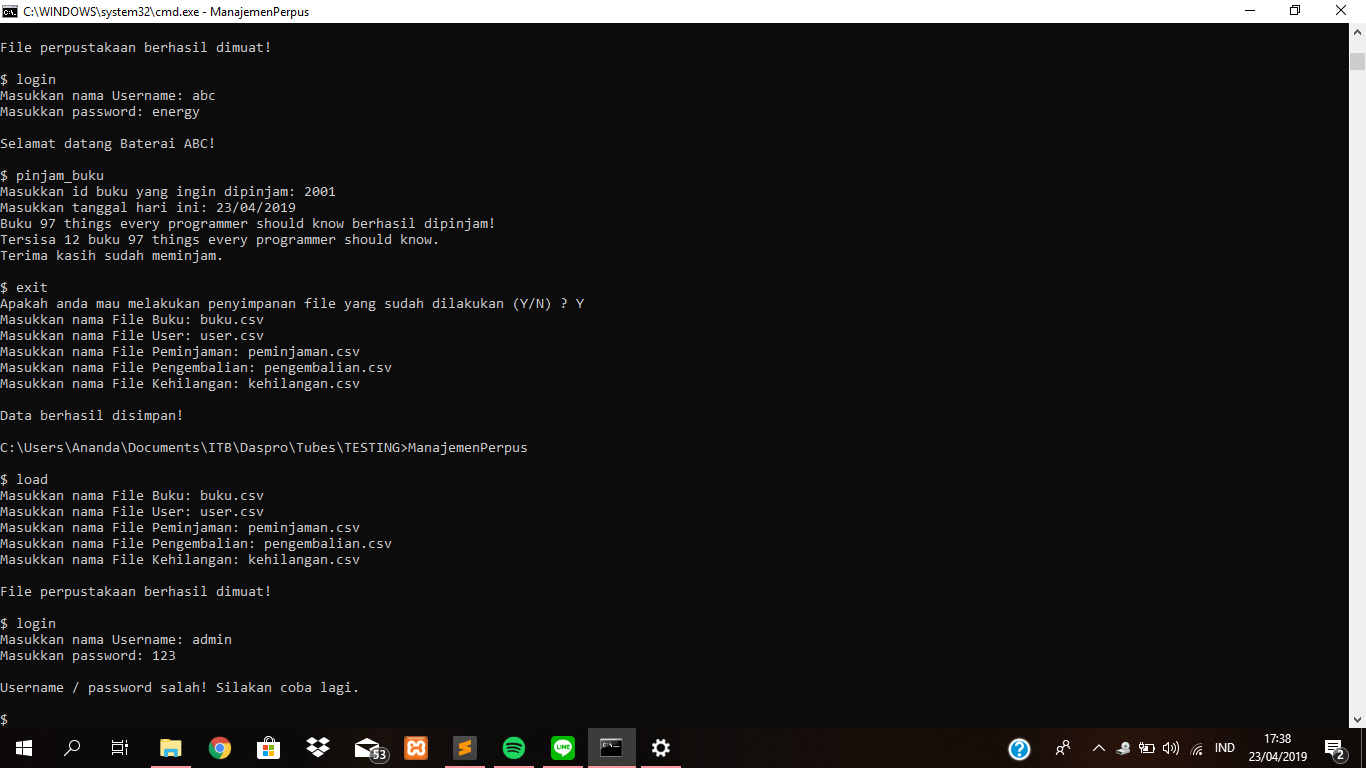 C:\WINDOWS\system32\cmd.exe - ManajemenPerpus
File perpustakaan berhasil dimuat!
$ login
Masukkan nama Username: abc
Masukkan password: energy
Selamat datang Baterai ABC!
$ pinjam_buku
Masukkan id buku yang ingin dipinjam: 2001
Masukkan tanggal hari ini: 23/04/2019
Buku 97 things every programmer should know berhasil dipinjam!
Tersisa 12 buku 97 things every programmer should know.
Terima kasih sudah meminjam.
$ exit
Apakah anda mau melakukan penyimpanan file yang sudah dilakukan (Y/N) ? Y
Masukkan nama File Buku: buku.csv
Masukkan nama File User: user.csv
Masukkan nama File Peminjaman: peminjaman.csv
Masukkan nama File Pengembalian: pengembalian.csv
Masukkan nama File Kehilangan: kehilangan.csv
Data berhasil disimpan!
C:\Users\Ananda\Documents\ITB\Daspro\Tubes\TESTING>ManajemenPerpus
$ load
Masukkan nama File Buku: buku.csv
Masukkan nama File User: user.csv
Masukkan nama File Peminjaman: peminjaman.csv
Masukkan nama File Pengembalian: pengembalian.csv
Masukkan nama File Kehilangan: kehilangan.csv
File perpustakaan berhasil dimuat!
$ login
Masukkan nama Username: admin
Masukkan password: 123
Username / password salah! Silakan coba lagi.
$
53
LINE
IND
17:38
23/04/2019
2